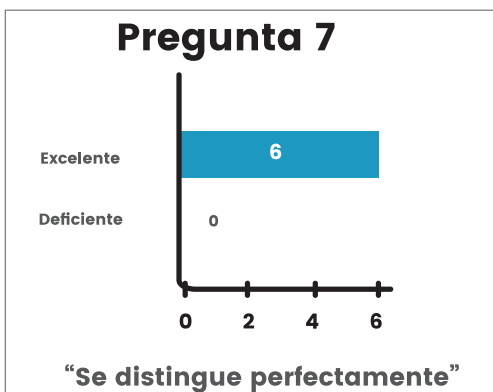 Pregunta 7
Excelente
6
Deficiente
0
0 2 4 6
“Se distingue perfectamente”